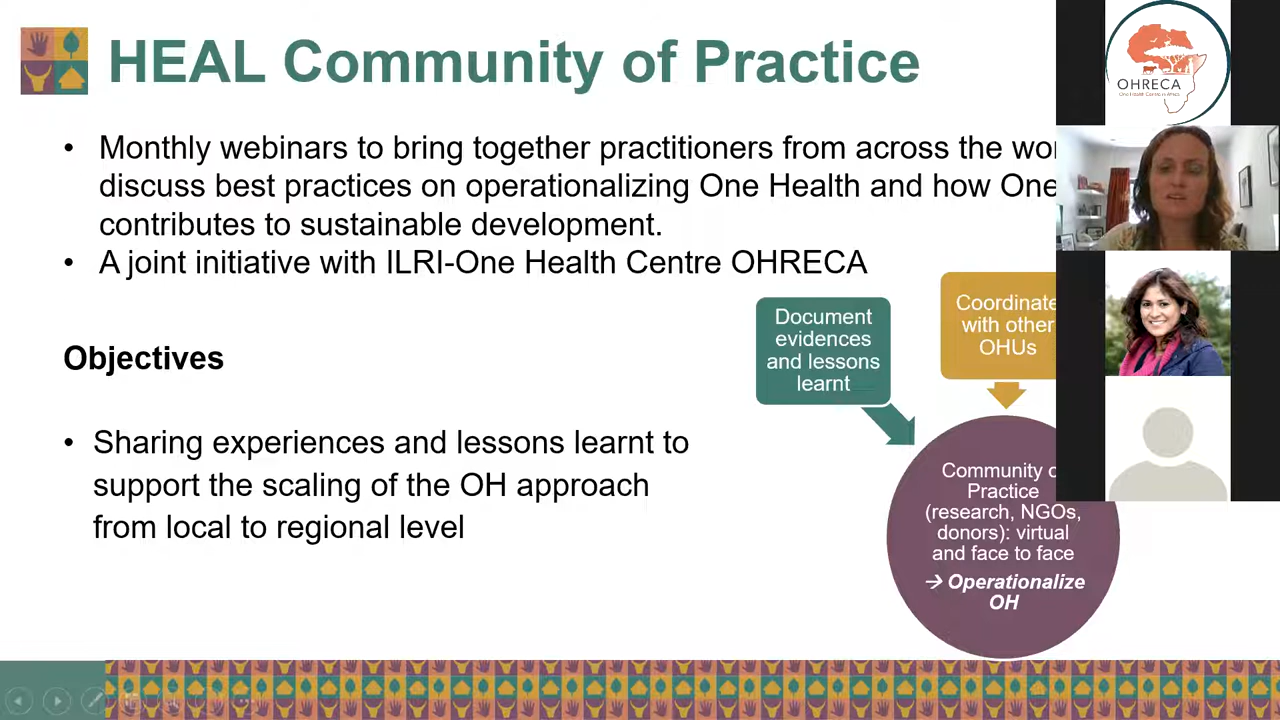 HEAL Community of Practice
• Monthly webinars to bring together practitioners from across the wor
discuss best practices on operationalizing One Health and how One
contributes to sustainable development.
• A joint initiative with ILRI-One Health Centre OHRECA
Objectives
• Sharing experiences and lessons learnt to
support the scaling of the OH approach
from local to regional level
Document
evidences
and lessons
learnt
Coordinate
with other
OHUs
Community o
Practice
(research, NGOs,
donors): virtual
and face to face
→ Operationalize
OH
OHRECA